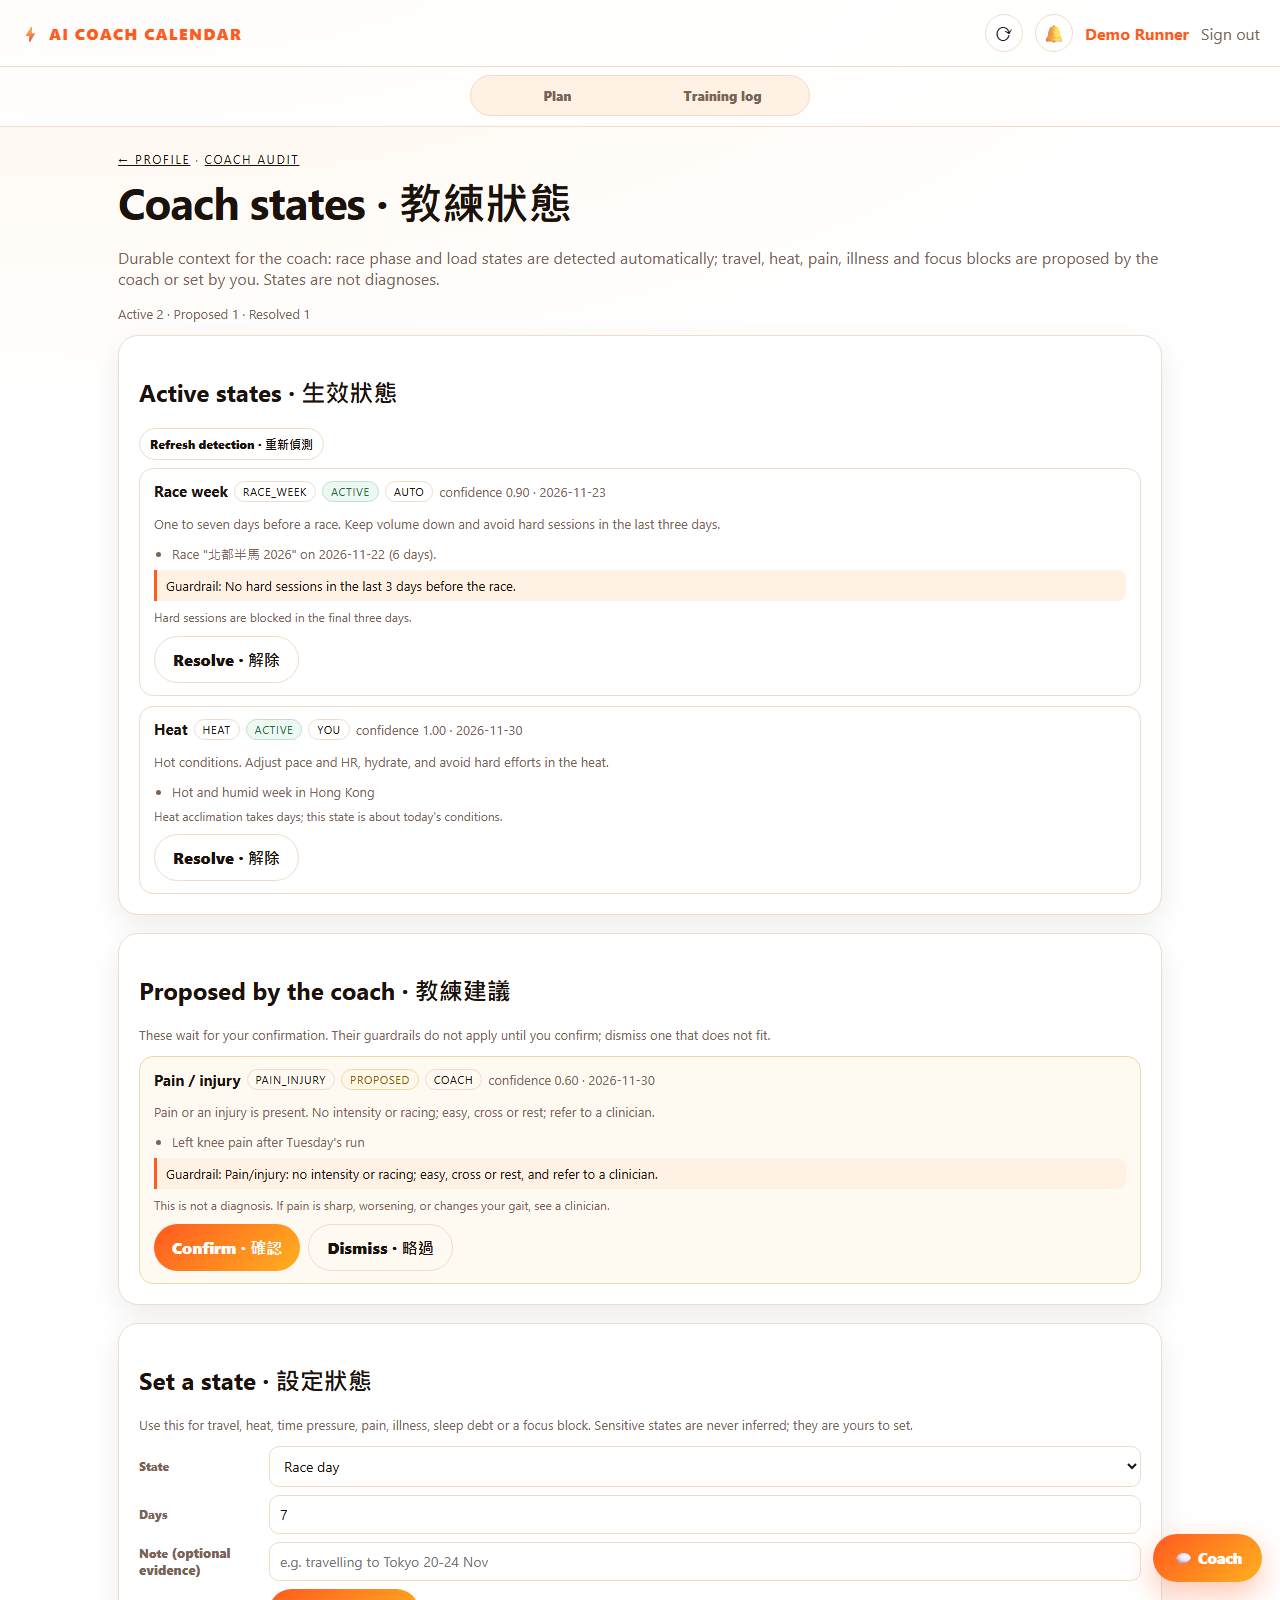 AI COACH CALENDAR
Demo Runner
Sign out
Plan
Training log
← PROFILE · COACH AUDIT
Coach states · 教練狀態
Durable context for the coach: race phase and load states are detected automatically; travel, heat, pain, illness and focus blocks are proposed by the
coach or set by you. States are not diagnoses.
Active 2 · Proposed 1 · Resolved 1
Active states · 生效狀態
Refresh detection · 重新偵測
Race week RACE_WEEK ACTIVE AUTO confidence 0.90 · 2026-11-23
One to seven days before a race. Keep volume down and avoid hard sessions in the last three days.
• Race "北都半馬 2026" on 2026-11-22 (6 days).
Guardrail: No hard sessions in the last 3 days before the race.
Hard sessions are blocked in the final three days.
Resolve · 解除
Heat HEAT ACTIVE YOU confidence 1.00 · 2026-11-30
Hot conditions. Adjust pace and HR, hydrate, and avoid hard efforts in the heat.
• Hot and humid week in Hong Kong
Heat acclimation takes days; this state is about today's conditions.
Resolve · 解除
Proposed by the coach · 教練建議
These wait for your confirmation. Their guardrails do not apply until you confirm; dismiss one that does not fit.
Pain / injury PAIN_INJURY PROPOSED COACH confidence 0.60 · 2026-11-30
Pain or an injury is present. No intensity or racing; easy, cross or rest; refer to a clinician.
• Left knee pain after Tuesday's run
Guardrail: Pain/injury: no intensity or racing; easy, cross or rest, and refer to a clinician.
This is not a diagnosis. If pain is sharp, worsening, or changes your gait, see a clinician.
Confirm · 確認
Dismiss · 略過
Set a state · 設定狀態
Use this for travel, heat, time pressure, pain, illness, sleep debt or a focus block. Sensitive states are never inferred; they are yours to set.
State
Race day
Days
7
Note (optional
evidence)
e.g. travelling to Tokyo 20-24 Nov
Coach